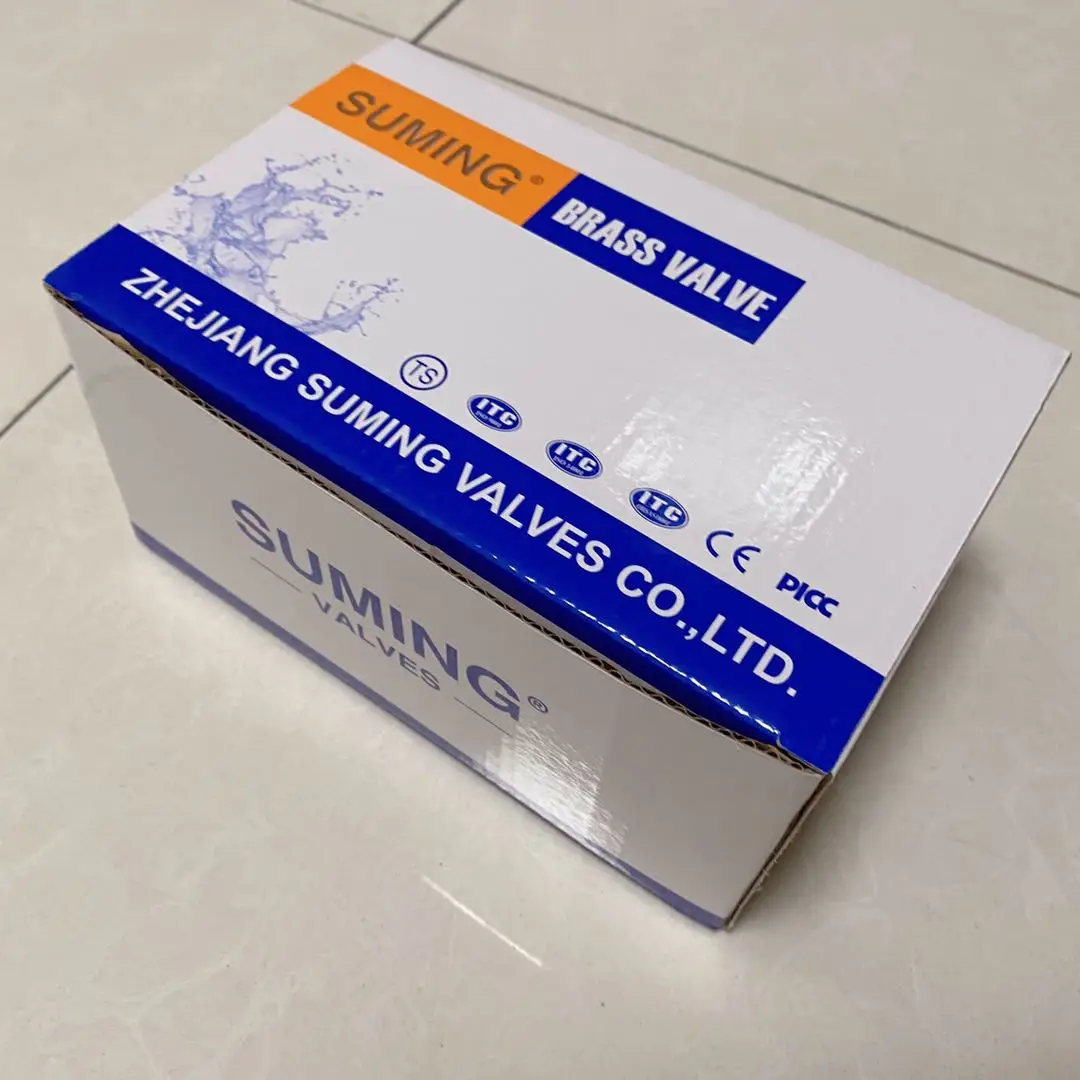 SUMING®
BRASS VALVE
TS
ITC
ITC
ITC
CE
PICC
ZHEJIANG SUMING VALVES CO.,LTD.
SUMING®
VALVES